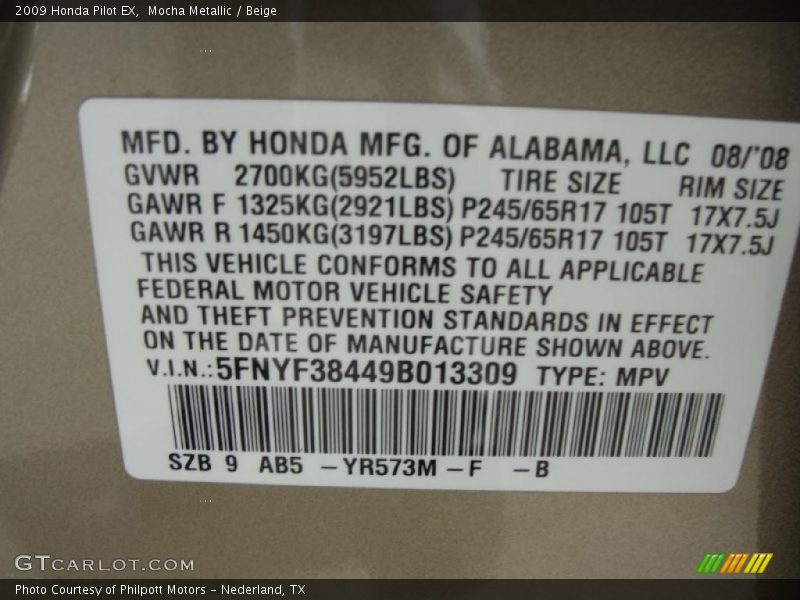 2009 Honda Pilot EX,  Mocha Metallic / Beige
MFD. BY HONDA MFG. OF ALABAMA, LLC 08/'08
GVWR 2700KG(5952LBS) TIRE SIZE RIM SIZE
GAWR F 1325KG(2921LBS) P245/65R17 105T 17X7.5J
GAWR R 1450KG(3197LBS) P245/65R17 105T 17X7.5J
THIS VEHICLE CONFORMS TO ALL APPLICABLE
FEDERAL MOTOR VEHICLE SAFETY
AND THEFT PREVENTION STANDARDS IN EFFECT
ON THE DATE OF MANUFACTURE SHOWN ABOVE.
V.I.N.: 5FNYF38449B013309 TYPE: MPV
SZB 9 AB5 – YR573M – F – B
GTCARLOT.COM
Photo Courtesy of Philpott Motors - Nederland, TX